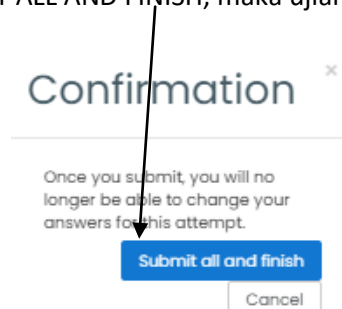 ALL AND FINISH, maka ujian
Confirmation ×
Once you submit, you will no
longer be able to change your
answers for this attempt.
Submit all and finish
Cancel